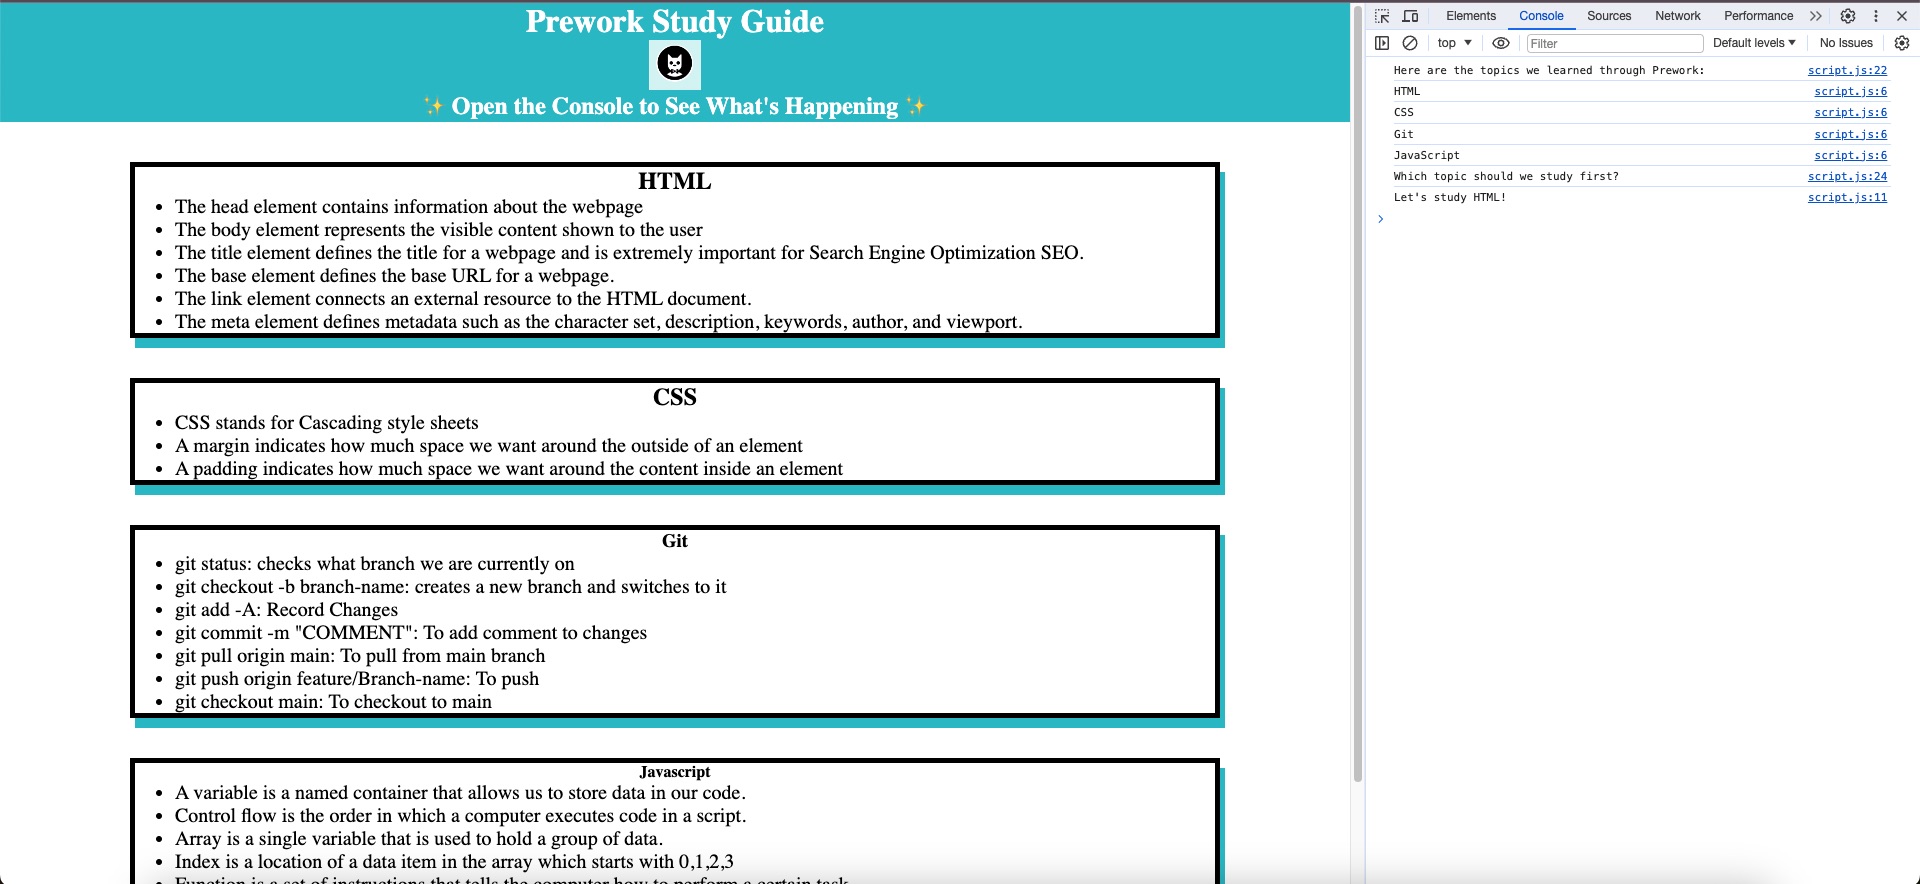 Prework Study Guide
✨ Open the Console to See What's Happening ✨
HTML
• The head element contains information about the webpage
• The body element represents the visible content shown to the user
• The title element defines the title for a webpage and is extremely important for Search Engine Optimization SEO.
• The base element defines the base URL for a webpage.
• The link element connects an external resource to the HTML document.
• The meta element defines metadata such as the character set, description, keywords, author, and viewport.
CSS
• CSS stands for Cascading style sheets
• A margin indicates how much space we want around the outside of an element
• A padding indicates how much space we want around the content inside an element
Git
• git status: checks what branch we are currently on
• git checkout -b branch-name: creates a new branch and switches to it
• git add -A: Record Changes
• git commit -m "COMMENT": To add comment to changes
• git pull origin main: To pull from main branch
• git push origin feature/Branch-name: To push
• git checkout main: To checkout to main
Javascript
• A variable is a named container that allows us to store data in our code.
• Control flow is the order in which a computer executes code in a script.
• Array is a single variable that is used to hold a group of data.
• Index is a location of a data item in the array which starts with 0,1,2,3
• Function is a set of instructions that tells the computer how to perform a certain task
Elements Console Sources Network Performance
top Filter Default levels No Issues
Here are the topics we learned through Prework: script.js:22
HTML script.js:6
CSS script.js:6
Git script.js:6
JavaScript script.js:6
Which topic should we study first? script.js:24
Let's study HTML! script.js:11